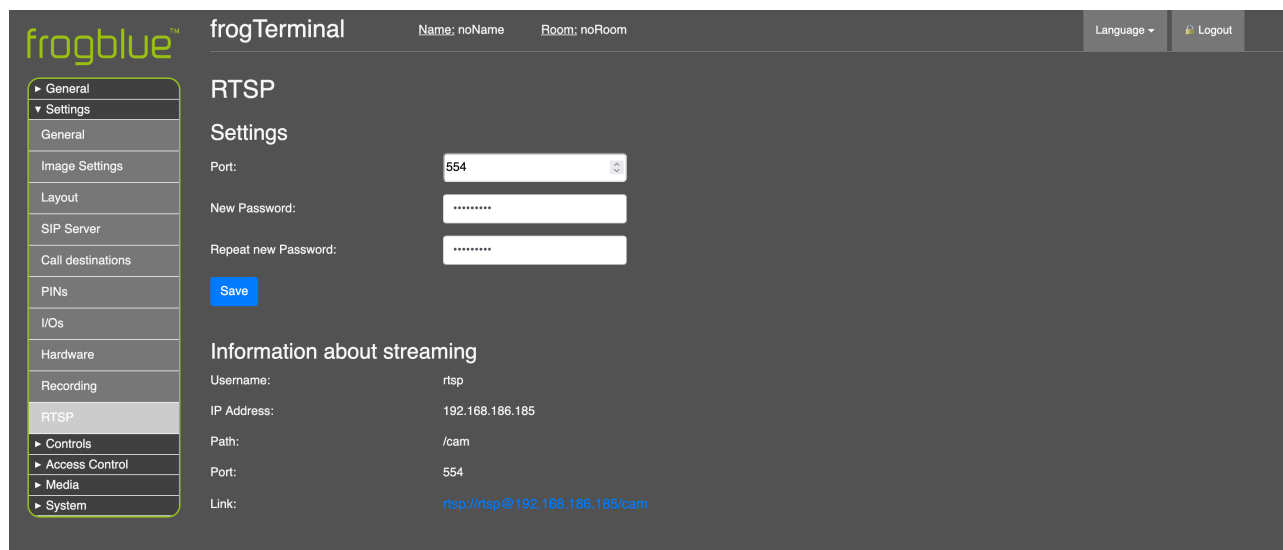 frogblue™
frogTerminal Name: noName Room: noRoom Language Logout
General
Settings
General
Image Settings
Layout
SIP Server
Call destinations
PINs
I/Os
Hardware
Recording
RTSP
Controls
Access Control
Media
System
RTSP
Settings
Port: 554
New Password: •••••••••
Repeat new Password: •••••••••
Save
Information about streaming
Username: rtsp
IP Address: 192.168.186.185
Path: /cam
Port: 554
Link: rtsp://rtsp@192.168.186.185/cam